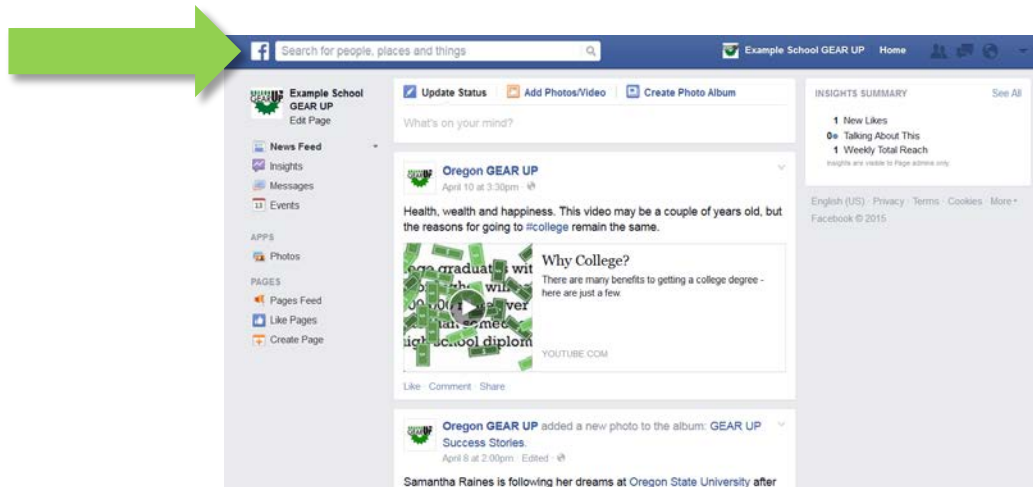 f Search for people, places and things
Example School GEAR UP Home
Example School
GEAR UP
Edit Page
News Feed
Insights
Messages
13 Events
APPS
Photos
PAGES
Pages Feed
Like Pages
Create Page
Update Status Add Photos/Video Create Photo Album
What's on your mind?
Oregon GEAR UP
April 10 at 3:30pm ·
Health, wealth and happiness. This video may be a couple of years old, but
the reasons for going to #college remain the same.
Why College?
There are many benefits to getting a college degree -
here are just a few.
YOUTUBE.COM
Like · Comment · Share
Oregon GEAR UP added a new photo to the album: GEAR UP
Success Stories.
April 8 at 2:00pm · Edited ·
Samantha Raines is following her dreams at Oregon State University after
INSIGHTS SUMMARY See All
1 New Likes
0 Talking About This
1 Weekly Total Reach
Insights are visible to Page admins only
English (US) · Privacy · Terms · Cookies · More
Facebook © 2015